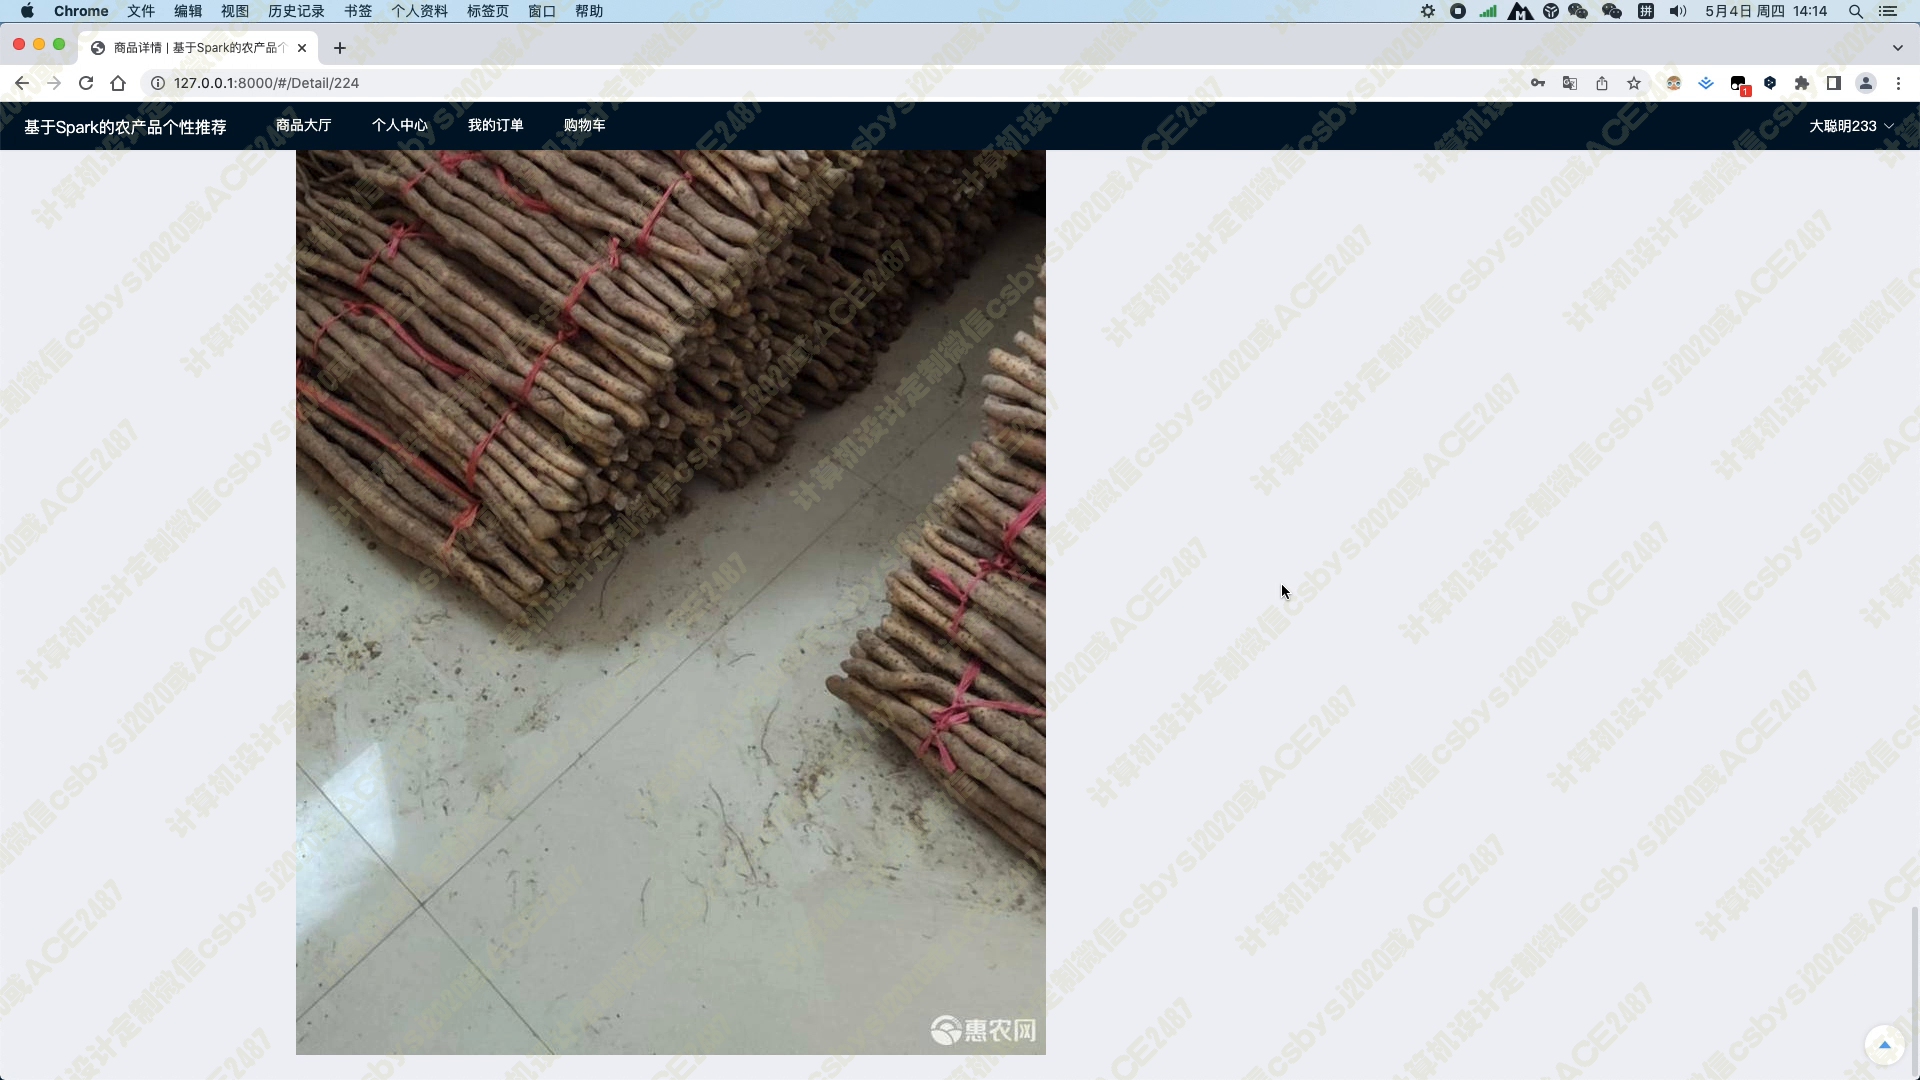 Chrome 文件 编辑 视图 历史记录 书签 个人资料 标签页 窗口 帮助 拼 5月4日 周四 14:14
商品详情 | 基于Spark的农产品个
127.0.0.1:8000/#/Detail/224 1
基于Spark的农产品个性推荐 商品大厅 个人中心 我的订单 购物车 大聪明233
计算机设计定制微信csbysj2020或ACE2487
惠农网